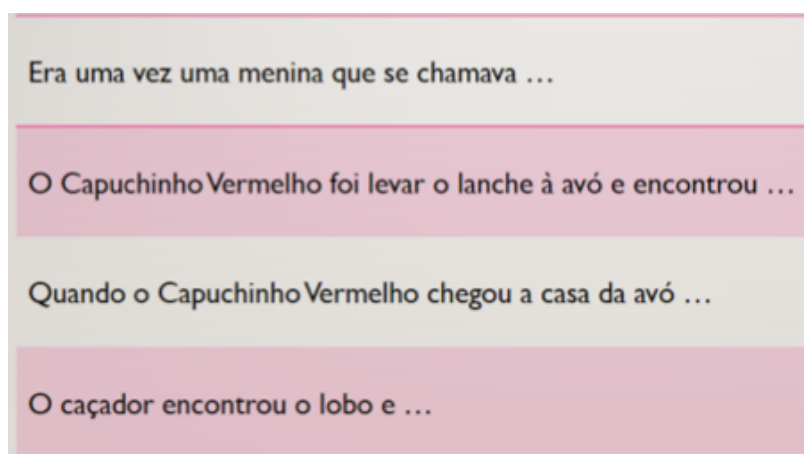 Era uma vez uma menina que se chamava …
O Capuchinho Vermelho foi levar o lanche à avó e encontrou …
Quando o Capuchinho Vermelho chegou a casa da avó …
O caçador encontrou o lobo e …